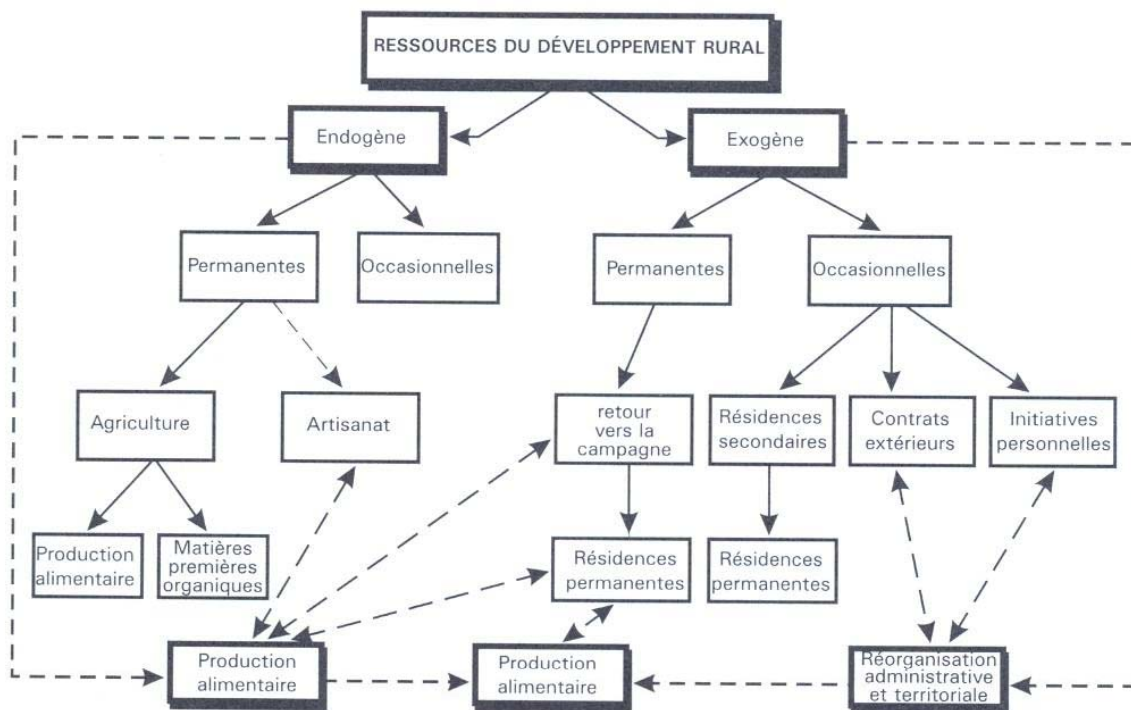 RESSOURCES DU DÉVELOPPEMENT RURAL
Endogène
Exogène
Permanentes
Occasionnelles
Permanentes
Occasionnelles
Agriculture
Artisanat
retour
vers la
campagne
Résidences
secondaires
Contrats
extérieurs
Initiatives
personnelles
Production
alimentaire
Matières
premières
organiques
Résidences
permanentes
Résidences
permanentes
Production
alimentaire
Production
alimentaire
Réorganisation
administrative
et territoriale